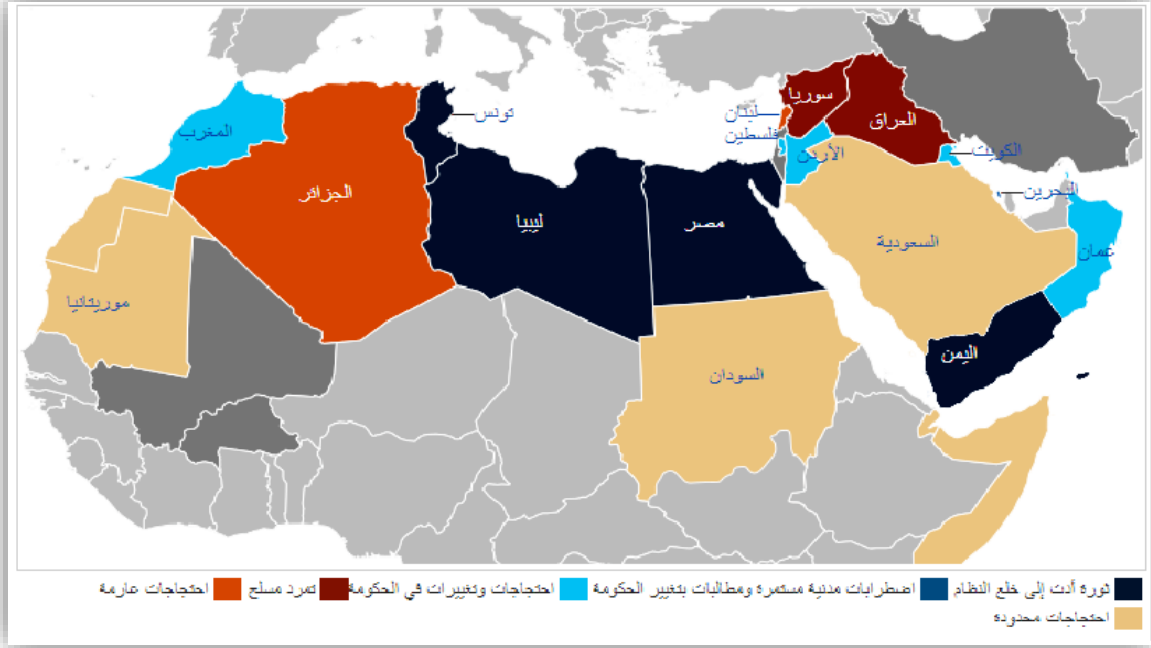 تونس
لبنان
سوريا
العراق
المغرب
فلسطين
الأردن
الكويت
الجزائر
البحرين
ليبيا
مصر
السعودية
عمان
موريتانيا
اليمن
السودان
ثورة أدت إلى خلع النظام اضطرابات مدنية مستمرة ومطالبات بتغيير الحكومة احتجاجات وتغييرات في الحكومة تمرد مسلح احتجاجات عارمة
احتجاجات محدودة